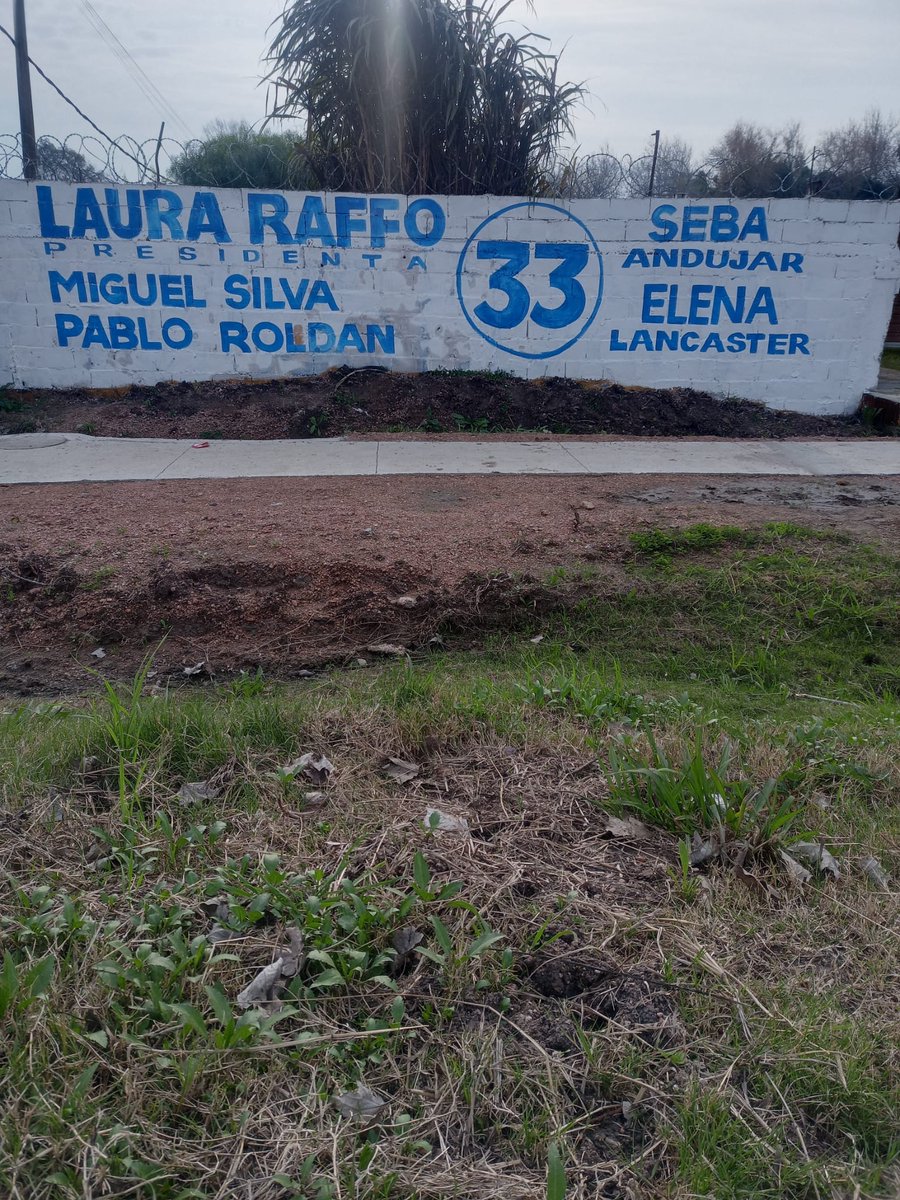 LAURA RAFFO
PRESIDENTA
MIGUEL SILVA
PABLO ROLDAN
33
SEBA
ANDUJAR
ELENA
LANCASTER